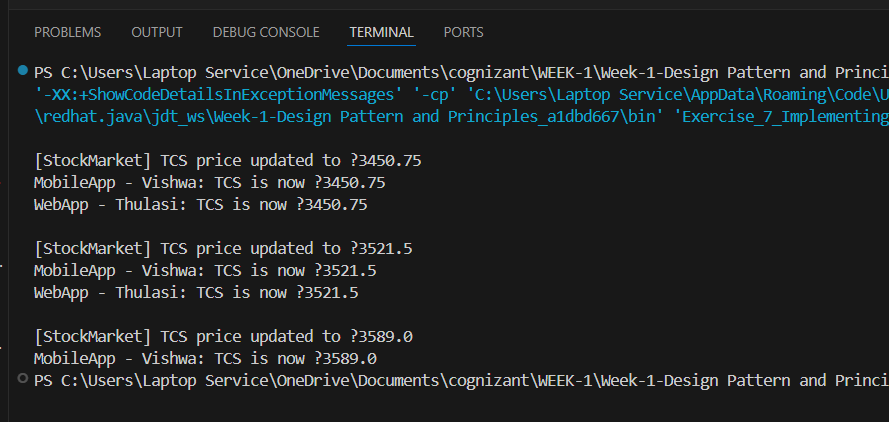 PROBLEMS OUTPUT DEBUG CONSOLE TERMINAL PORTS
PS C:\Users\Laptop Service\OneDrive\Documents\cognizant\WEEK-1\Week-1-Design Pattern and Princi
'-XX:+ShowCodeDetailsInExceptionMessages' '-cp' 'C:\Users\Laptop Service\AppData\Roaming\Code\U
\redhat.java\jdt_ws\Week-1-Design Pattern and Principles_a1dbd667\bin' 'Exercise_7_Implementing
[StockMarket] TCS price updated to ?3450.75
MobileApp - Vishwa: TCS is now ?3450.75
WebApp - Thulasi: TCS is now ?3450.75
[StockMarket] TCS price updated to ?3521.5
MobileApp - Vishwa: TCS is now ?3521.5
WebApp - Thulasi: TCS is now ?3521.5
[StockMarket] TCS price updated to ?3589.0
MobileApp - Vishwa: TCS is now ?3589.0
PS C:\Users\Laptop Service\OneDrive\Documents\cognizant\WEEK-1\Week-1-Design Pattern and Princi